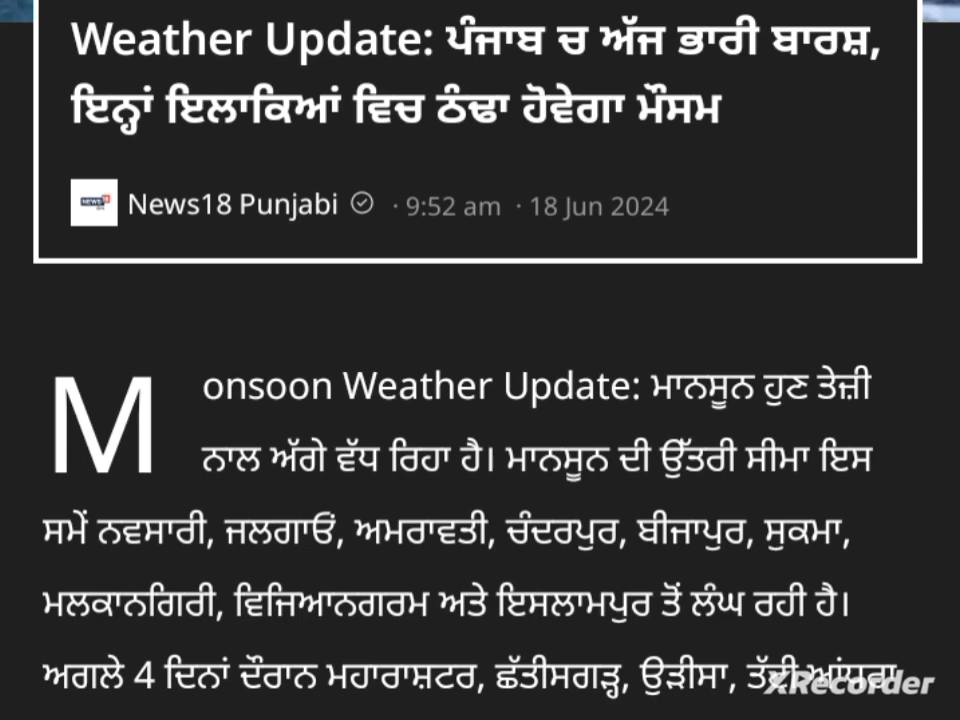 Weather Update: ਪੰਜਾਬ ਚ ਅੱਜ ਭਾਰੀ ਬਾਰਸ਼,
ਇਨ੍ਹਾਂ ਇਲਾਕਿਆਂ ਵਿਚ ਠੰਢਾ ਹੋਵੇਗਾ ਮੌਸਮ
NEWS18 News18 Punjabi · 9:52 am · 18 Jun 2024
Monsoon Weather Update: ਮਾਨਸੂਨ ਹੁਣ ਤੇਜ਼ੀ
ਨਾਲ ਅੱਗੇ ਵੱਧ ਰਿਹਾ ਹੈ। ਮਾਨਸੂਨ ਦੀ ਉੱਤਰੀ ਸੀਮਾ ਇਸ
ਸਮੇਂ ਨਵਸਾਰੀ, ਜਲਗਾਓਂ, ਅਮਰਾਵਤੀ, ਚੰਦਰਪੁਰ, ਬੀਜਾਪੁਰ, ਸੁਕਮਾ,
ਮਲਕਾਨਗਿਰੀ, ਵਿਜਿਆਨਗਰਮ ਅਤੇ ਇਸਲਾਮਪੁਰ ਤੋਂ ਲੰਘ ਰਹੀ ਹੈ।
ਅਗਲੇ 4 ਦਿਨਾਂ ਦੌਰਾਨ ਮਹਾਰਾਸ਼ਟਰ, ਛੱਤੀਸਗੜ੍ਹ, ਉੜੀਸਾ, ਤੱਟੀ ਆਂਧਰਾ
XRecorder